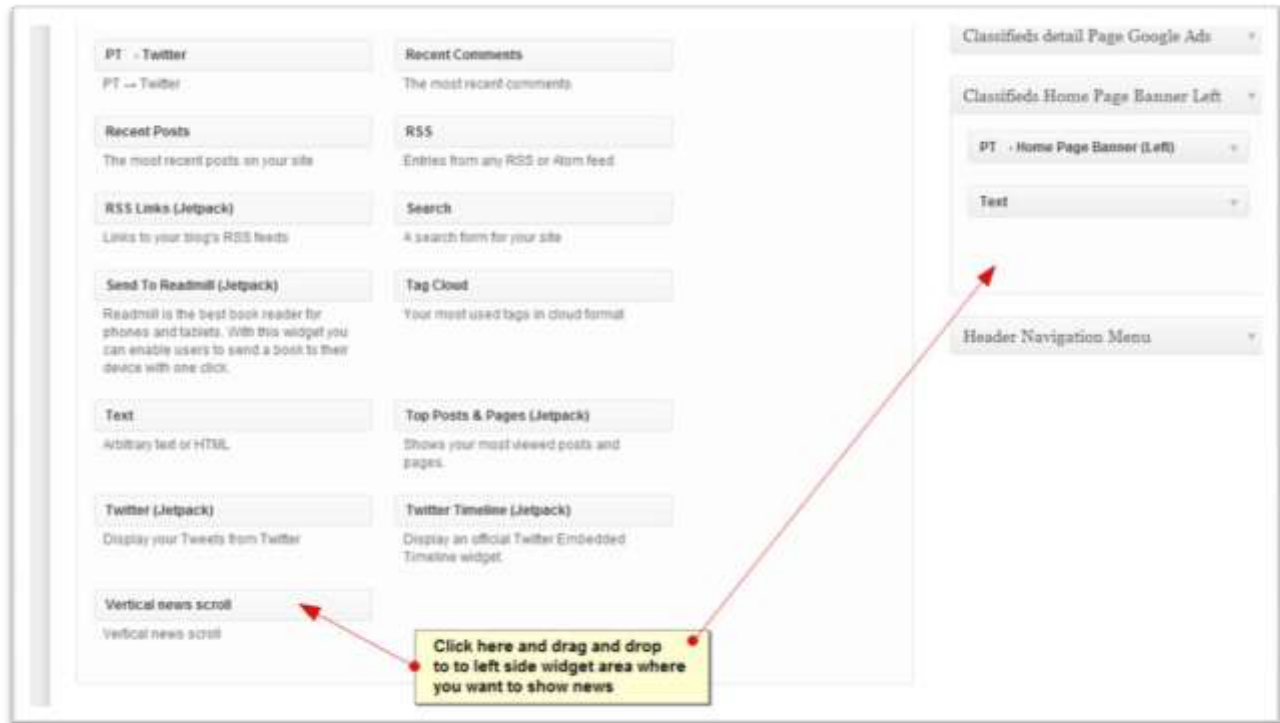 PT - Twitter
PT → Twitter
Recent Comments
The most recent comments
Recent Posts
The most recent posts on your site
RSS
Entries from any RSS or Atom feed
RSS Links (Jetpack)
Links to your blog's RSS feeds
Search
A search form for your site
Send To Readmill (Jetpack)
Readmill is the best book reader for
phones and tablets. With this widget you
can enable users to send a book to their
device with one click.
Tag Cloud
Your most used tags in cloud format
Text
Arbitrary text or HTML.
Top Posts & Pages (Jetpack)
Shows your most viewed posts and
pages.
Twitter (Jetpack)
Display your Tweets from Twitter
Twitter Timeline (Jetpack)
Display an official Twitter Embedded
Timeline widget.
Vertical news scroll
Vertical news scroll
Click here and drag and drop
to to left side widget area where
you want to show news
Classifieds detail Page Google Ads
Classifieds Home Page Banner Left
PT - Home Page Banner (Left)
Text
Header Navigation Menu